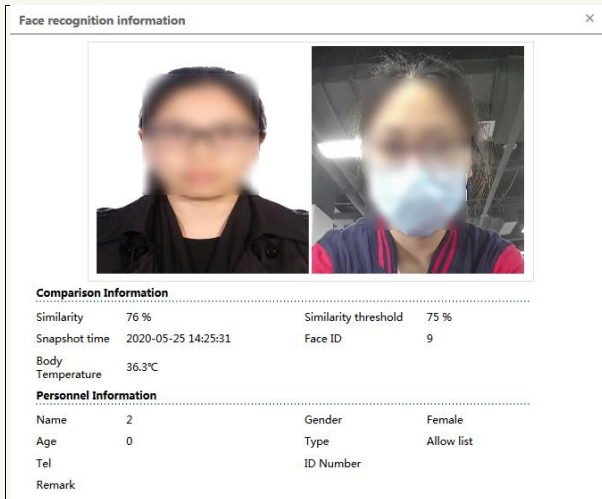 Face recognition information
Comparison Information
Similarity 76 % Similarity threshold 75 %
Snapshot time 2020-05-25 14:25:31 Face ID 9
Body
Temperature 36.3℃
Personnel Information
Name 2 Gender Female
Age 0 Type Allow list
Tel ID Number
Remark